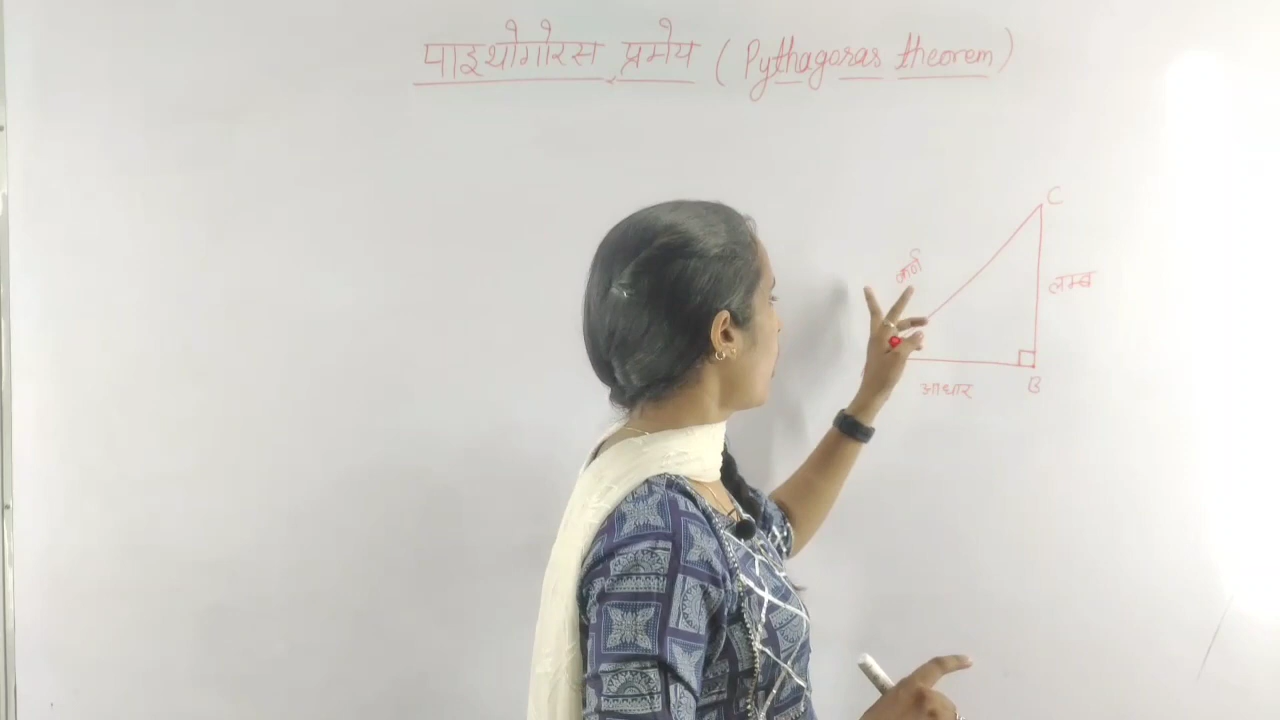 पाइथोगोरस प्रमेय ( Pythagoras theorem )
C
कर्ण
लम्ब
आधार
B